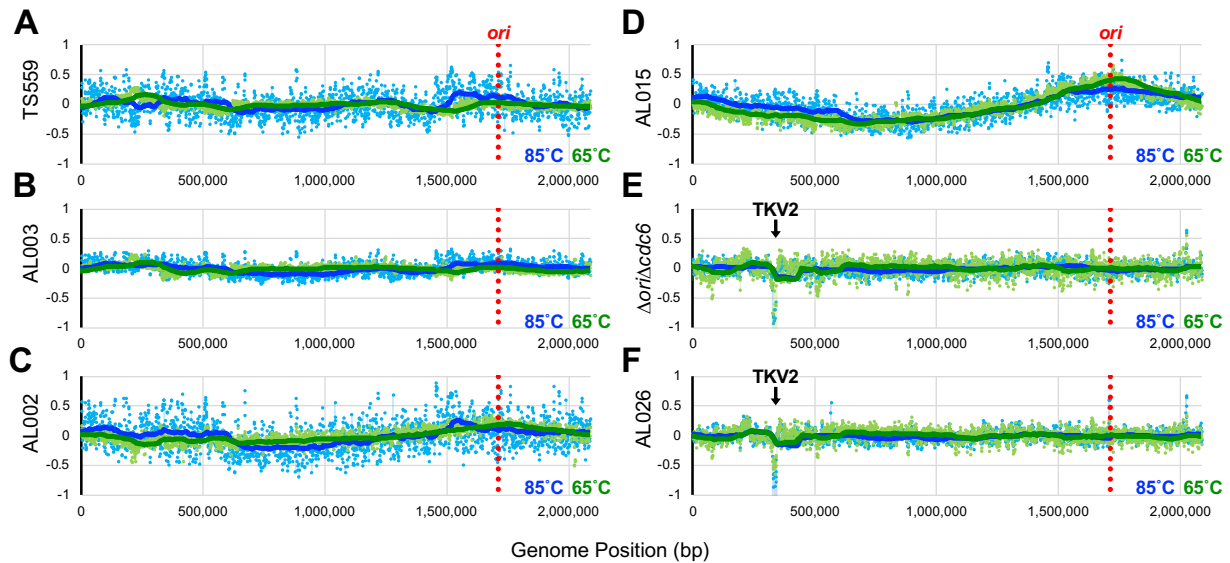 A
ori
TS559
1
0.5
0
-0.5
-1
85˚C 65˚C
0
500,000
1,000,000
1,500,000
2,000,000
B
AL003
1
0.5
0
-0.5
-1
85˚C 65˚C
0
500,000
1,000,000
1,500,000
2,000,000
C
AL002
1
0.5
0
-0.5
-1
85˚C 65˚C
0
500,000
1,000,000
1,500,000
2,000,000
D
ori
AL015
1
0.5
0
-0.5
-1
85˚C 65˚C
0
500,000
1,000,000
1,500,000
2,000,000
E
TKV2
ΔoriΔcdc6
1
0.5
0
-0.5
-1
85˚C 65˚C
0
500,000
1,000,000
1,500,000
2,000,000
F
TKV2
AL026
1
0.5
0
-0.5
-1
85˚C 65˚C
0
500,000
1,000,000
1,500,000
2,000,000
Genome Position (bp)